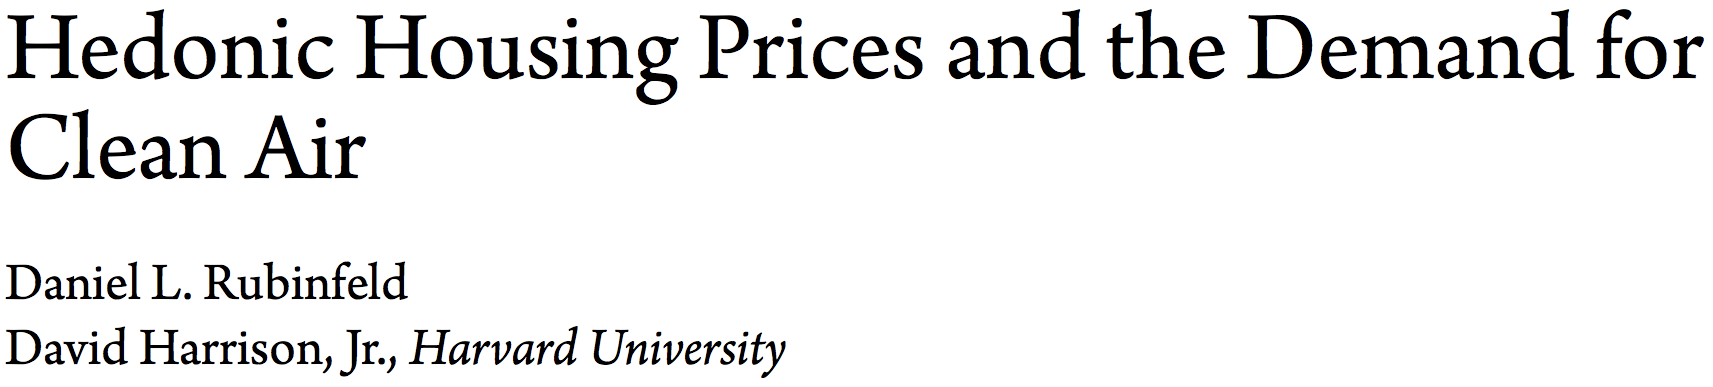 Hedonic Housing Prices and the Demand for
Clean Air
Daniel L. Rubinfeld
David Harrison, Jr., Harvard University